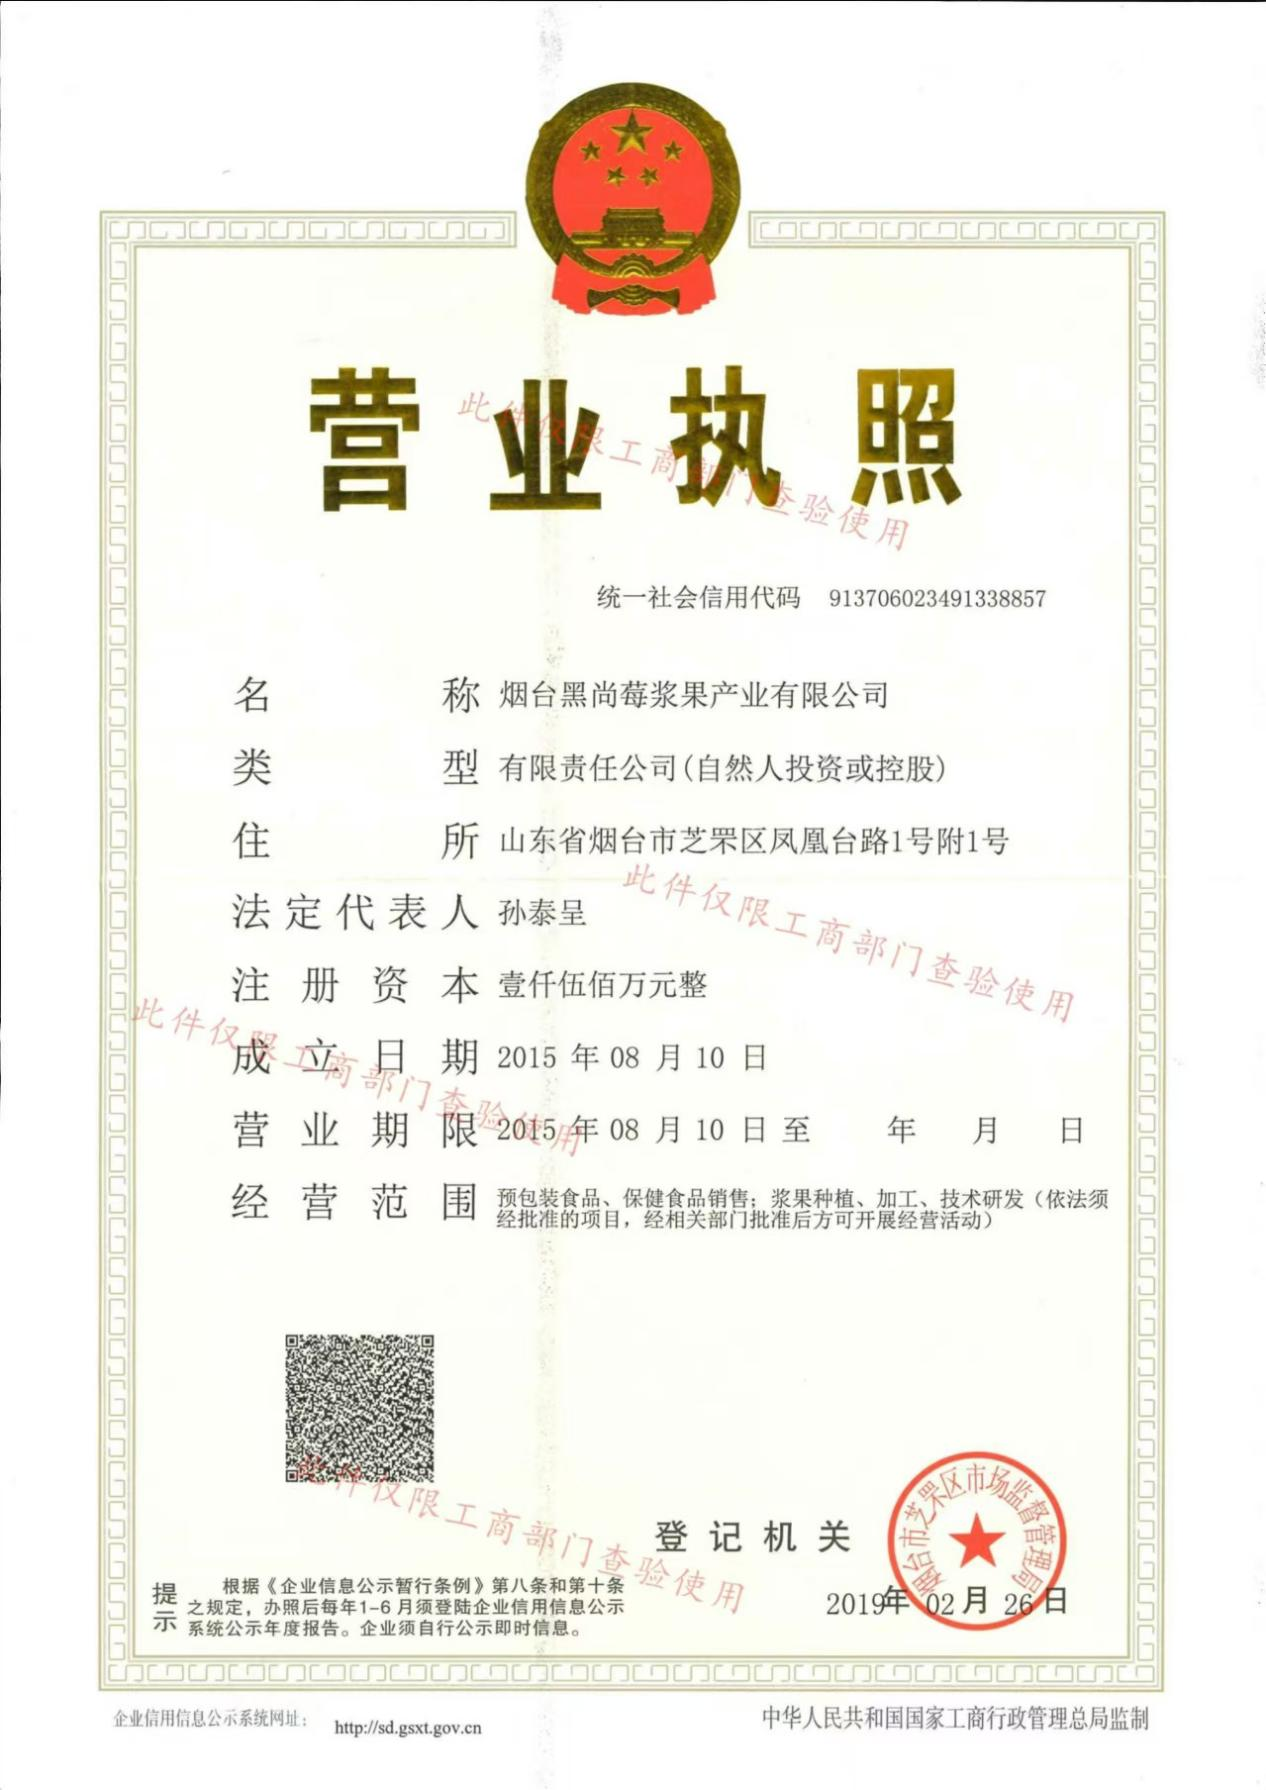 营业执照
此件仅限工商部门查验使用
统一社会信用代码 913706023491338857
名称 烟台黑尚莓浆果产业有限公司
类型 有限责任公司(自然人投资或控股)
住所 山东省烟台市芝罘区凤凰台路1号附1号
此件仅限工商部门查验使用
法定代表人 孙泰呈
注册资本 壹仟伍佰万元整
此件仅限工商部门查验使用
成立日期 2015 年 08 月 10 日
营业期限 2015 年 08 月 10 日 至 年 月 日
经营范围 预包装食品、保健食品销售；浆果种植、加工、技术研发（依法须
经批准的项目，经相关部门批准后方可开展经营活动）
此件仅限工商部门查验使用
登记机关
烟台市芝罘区市场监督管理局
2019年 02月 26日
提示
根据《企业信息公示暂行条例》第八条和第十条
之规定，办照后每年1-6月须登陆企业信用信息公示
系统公示年度报告。企业须自行公示即时信息。
企业信用信息公示系统网址： http://sd.gsxt.gov.cn
中华人民共和国国家工商行政管理总局监制